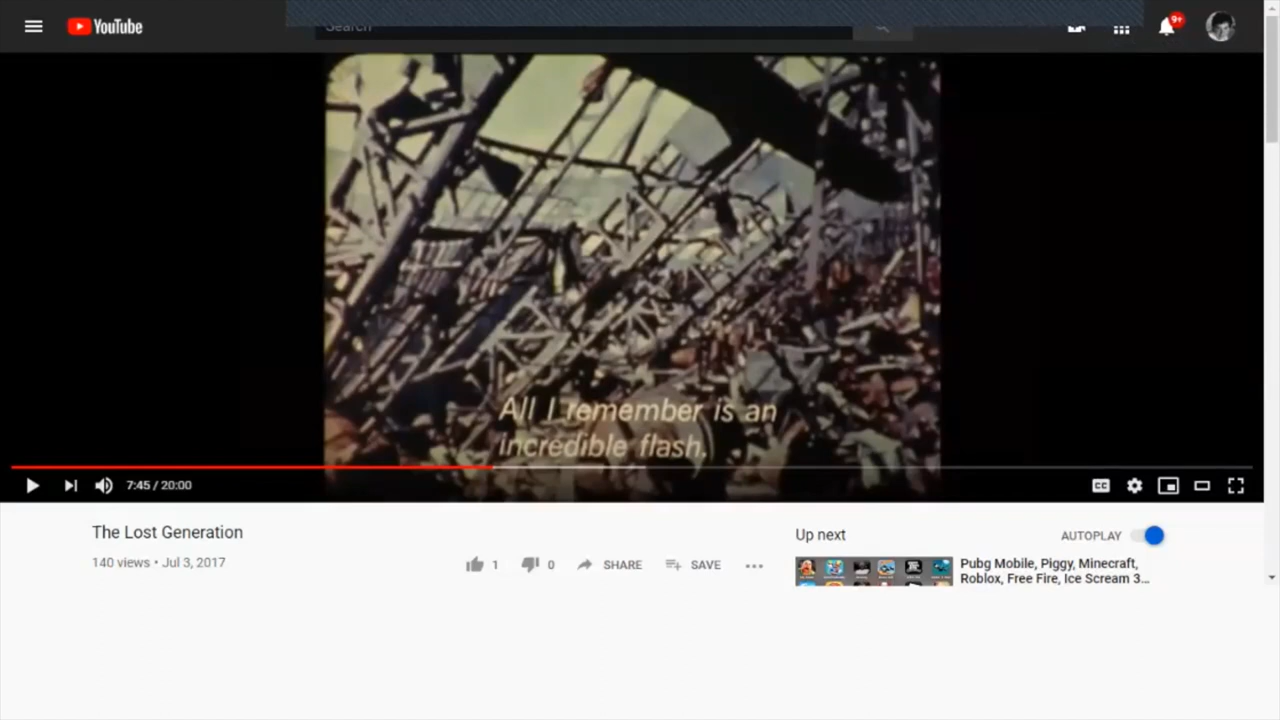 YouTube
Search
9+
All I remember is an
incredible flash.
7:45 / 20:00
CC
The Lost Generation
140 views • Jul 3, 2017
1
0
SHARE
SAVE
Up next
AUTOPLAY
Pubg Mobile, Piggy, Minecraft,
Roblox, Free Fire, Ice Scream 3...